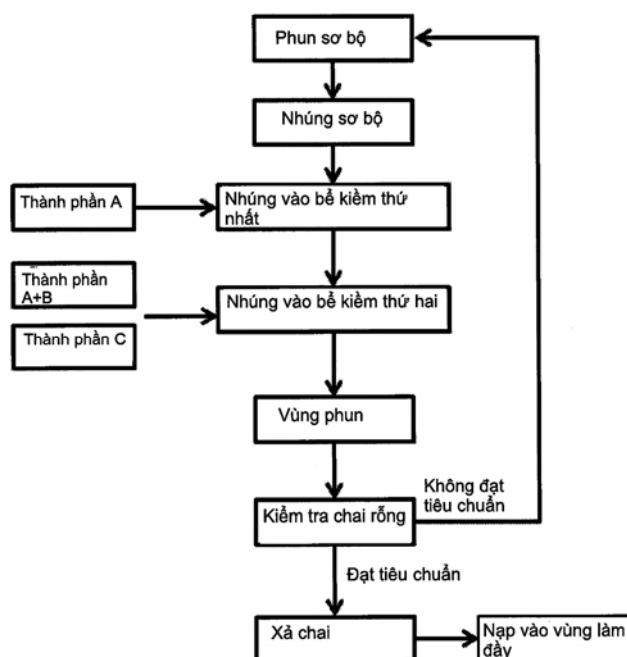 Phun sơ bộ
Nhúng sơ bộ
Thành phần A
Nhúng vào bể kiềm thứ
nhất
Thành phần
A+B
Nhúng vào bể kiềm thứ hai
Thành phần C
Vùng phun
Không đạt
tiêu chuẩn
Kiểm tra chai rỗng
Đạt tiêu chuẩn
Xả chai
Nạp vào vùng làm
đầy